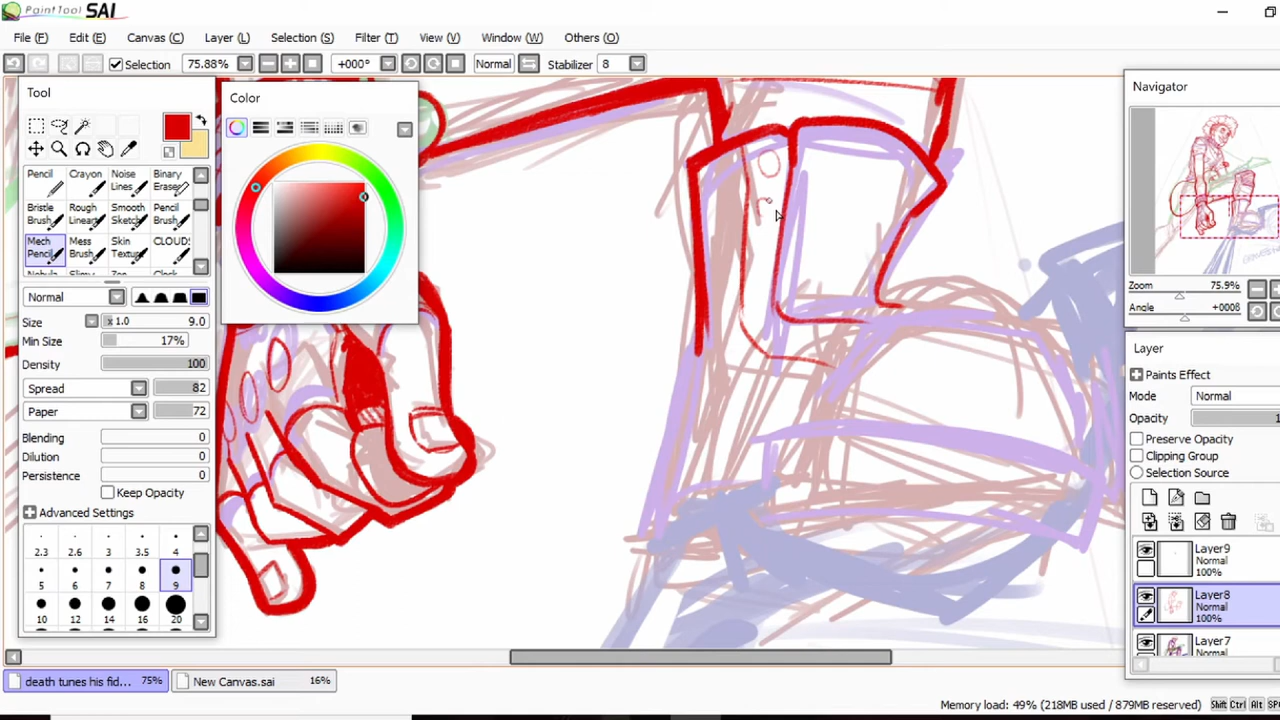 PaintTool SAI
File (F) Edit (E) Canvas (C) Layer (L) Selection (S) Filter (T) View (V) Window (W) Others (O)
Selection 75.88% +000° Normal Stabilizer 8
Tool
Pencil Crayon Noise Lines Binary Eraser
Bristle Brush Rough Linear Smooth Sketch Pencil Brush
Mech Pencil Mess Brush Skin Textur CLOUD
Normal
Size x 1.0 9.0
Min Size 17%
Density 100
Spread 82
Paper 72
Blending 0
Dilution 0
Persistence 0
Keep Opacity
Advanced Settings
2.3 2.6 3 3.5 4
5 6 7 8 9
10 12 14 16 20
Color
Navigator
Zoom 75.9%
Angle +000°
Layer
Paints Effect
Mode Normal
Opacity
Preserve Opacity
Clipping Group
Selection Source
Layer9
Normal
100%
Layer8
Normal
100%
Layer7
Normal
death tunes his fid... 75% New Canvas.sai 16%
Memory load: 49% (218MB used / 879MB reserved) Shift Ctrl Alt